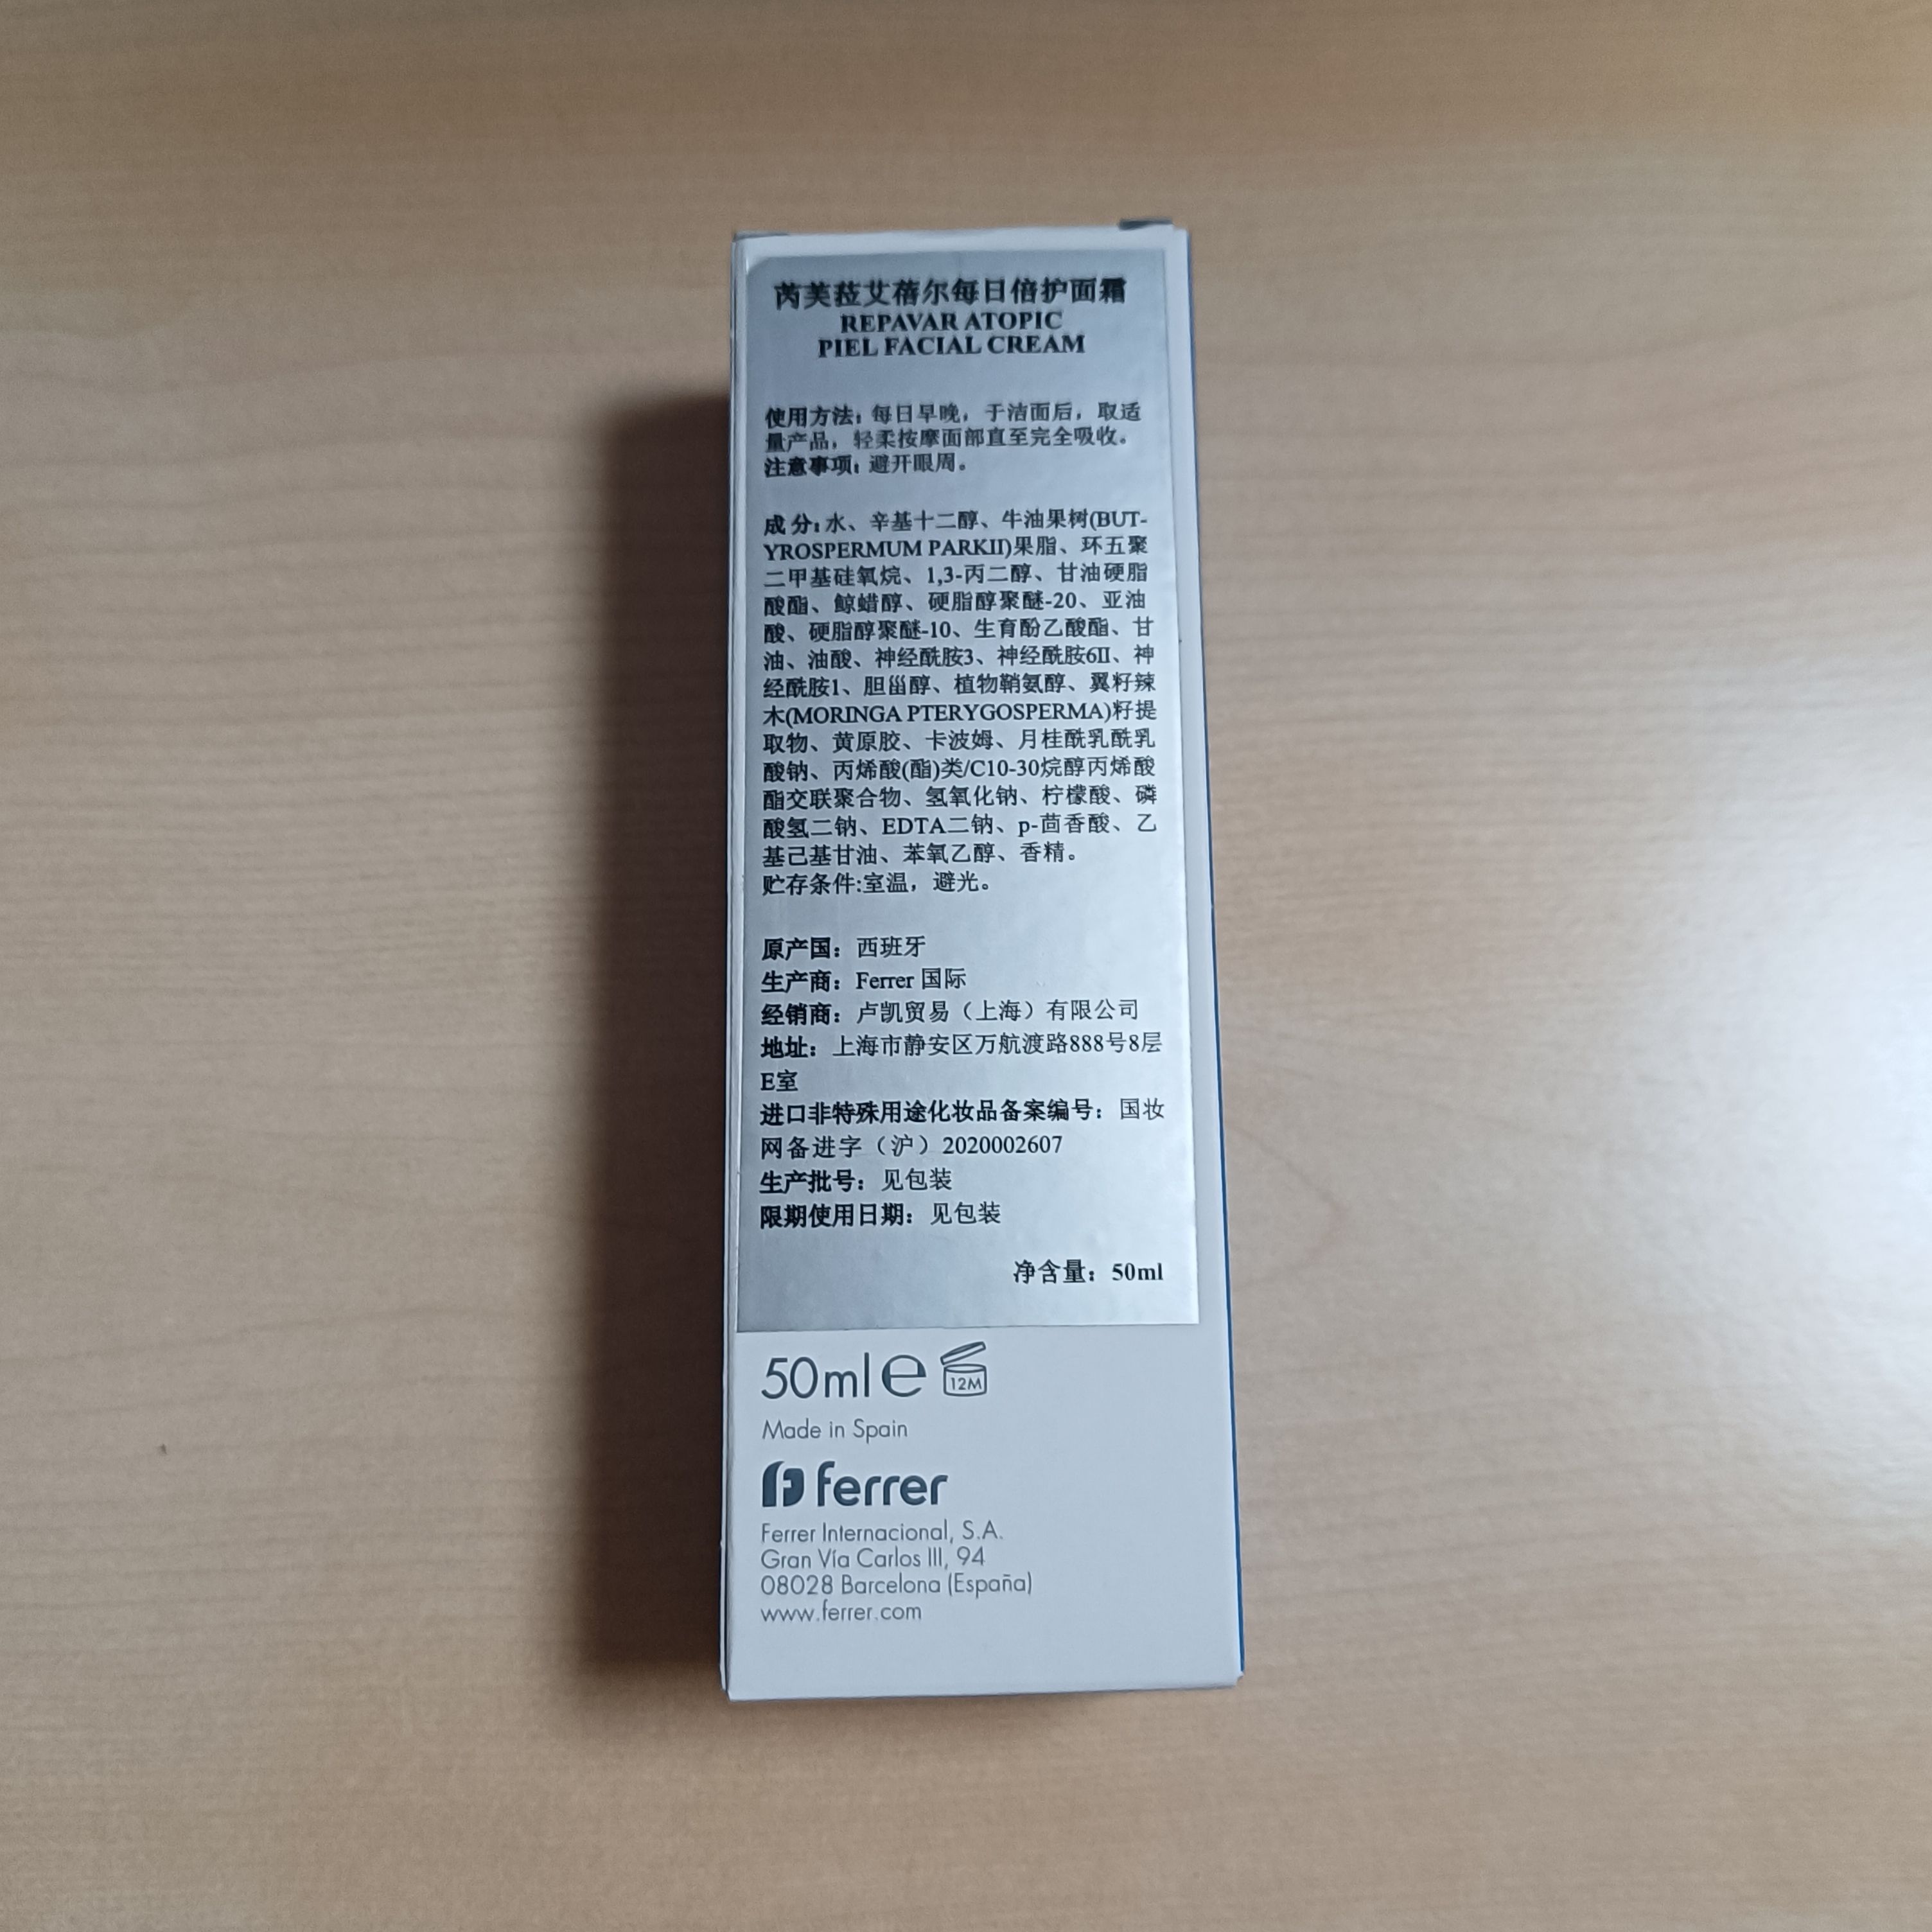 芮芙菈艾蓓尔每日倍护面霜
REPAVAR ATOPIC
PIEL FACIAL CREAM
使用方法：每日早晚，于洁面后，取适
量产品，轻柔按摩面部直至完全吸收。
注意事项：避开眼周。
成分：水、辛基十二醇、牛油果树(BUT-
YROSPERMUM PARKII)果脂、环五聚
二甲基硅氧烷、1,3-丙二醇、甘油硬脂
酸酯、鲸蜡醇、硬脂醇聚醚-20、亚油
酸、硬脂醇聚醚-10、生育酚乙酸酯、甘
油、油酸、神经酰胺3、神经酰胺6II、神
经酰胺1、胆甾醇、植物鞘氨醇、翼籽辣
木(MORINGA PTERYGOSPERMA)籽提
取物、黄原胶、卡波姆、月桂酰乳酰乳
酸钠、丙烯酸(酯)类/C10-30烷醇丙烯酸
酯交联聚合物、氢氧化钠、柠檬酸、磷
酸氢二钠、EDTA二钠、p-茴香酸、乙
基己基甘油、苯氧乙醇、香精。
贮存条件:室温，避光。
原产国：西班牙
生产商：Ferrer 国际
经销商：卢凯贸易（上海）有限公司
地址：上海市静安区万航渡路888号8层
E室
进口非特殊用途化妆品备案编号：国妆
网备进字（沪）2020002607
生产批号：见包装
限期使用日期：见包装
净含量：50ml
50ml e 12M
Made in Spain
ferrer
Ferrer Internacional, S.A.
Gran Vía Carlos III, 94
08028 Barcelona (España)
www.ferrer.com